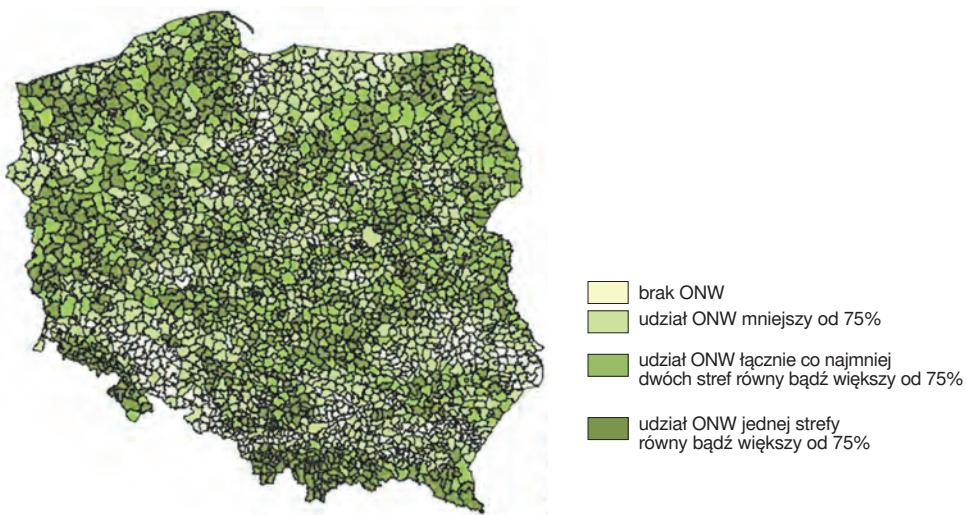 brak ONW
udział ONW mniejszy od 75%
udział ONW łącznie co najmniej
dwóch stref równy bądź większy od 75%
udział ONW jednej strefy
równy bądź większy od 75%